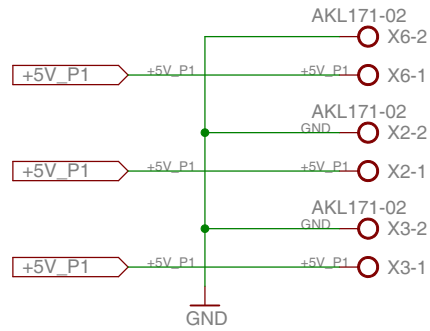 AKL171-02
X6-2
+5V_P1 +5V_P1 +5V_P1 X6-1
AKL171-02
GND X2-2
+5V_P1 +5V_P1 +5V_P1 X2-1
AKL171-02
GND X3-2
+5V_P1 +5V_P1 +5V_P1 X3-1
GND